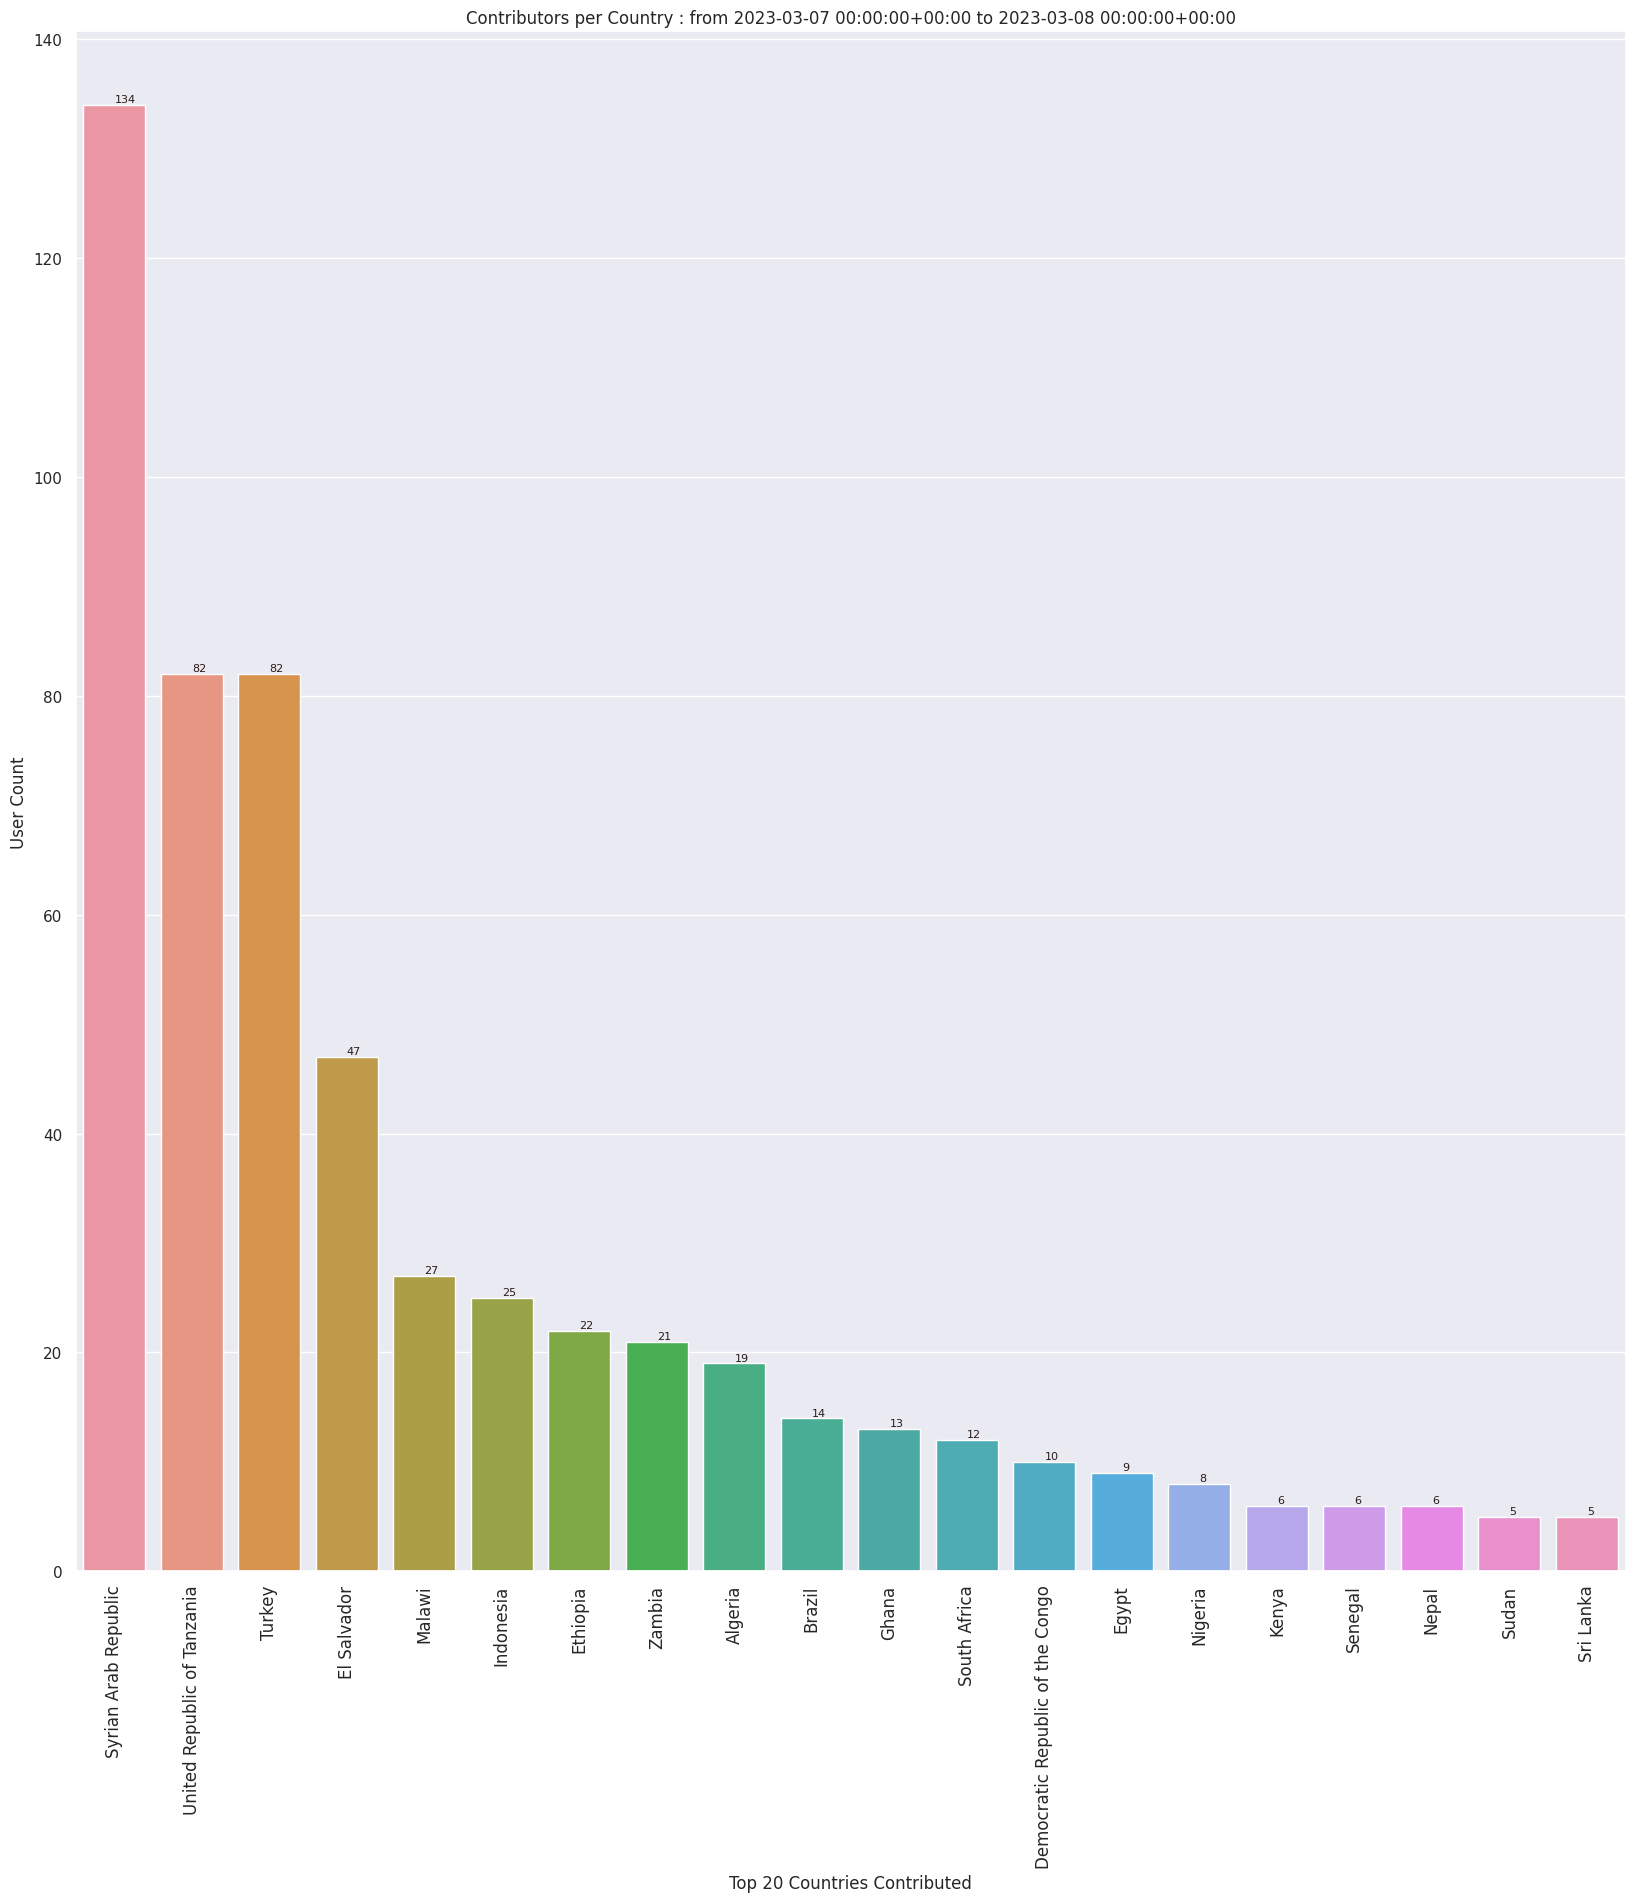 Contributors per Country : from 2023-03-07 00:00:00+00:00 to 2023-03-08 00:00:00+00:00
140
120
100
80
60
40
20
0
User Count
134
82
82
47
27
25
22
21
19
14
13
12
10
9
8
6
6
6
5
5
Syrian Arab Republic
United Republic of Tanzania
Turkey
El Salvador
Malawi
Indonesia
Ethiopia
Zambia
Algeria
Brazil
Ghana
South Africa
Democratic Republic of the Congo
Egypt
Nigeria
Kenya
Senegal
Nepal
Sudan
Sri Lanka
Top 20 Countries Contributed